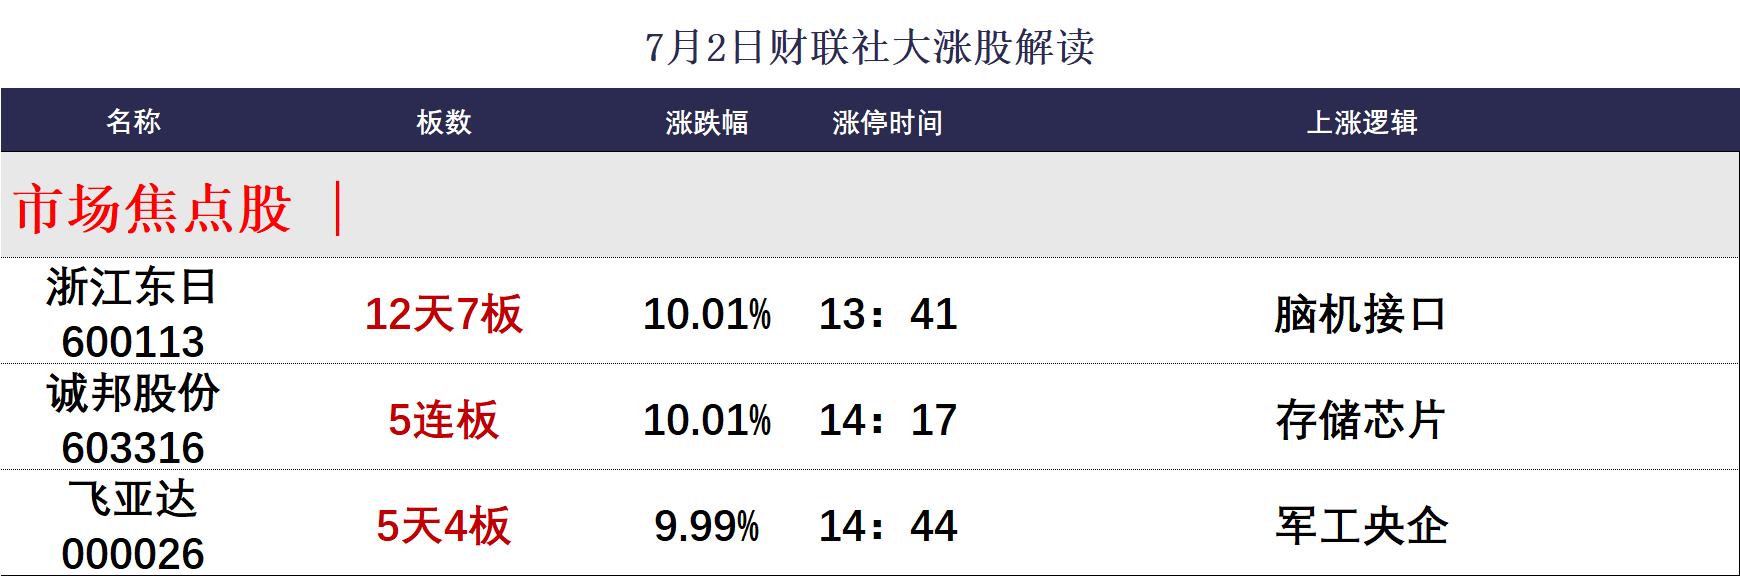 7月2日财联社大涨股解读
名称 板数 涨跌幅 涨停时间 上涨逻辑
市场焦点股 ｜
浙江东日
600113 12天7板 10.01% 13：41 脑机接口
诚邦股份
603316 5连板 10.01% 14：17 存储芯片
飞亚达
000026 5天4板 9.99% 14：44 军工央企